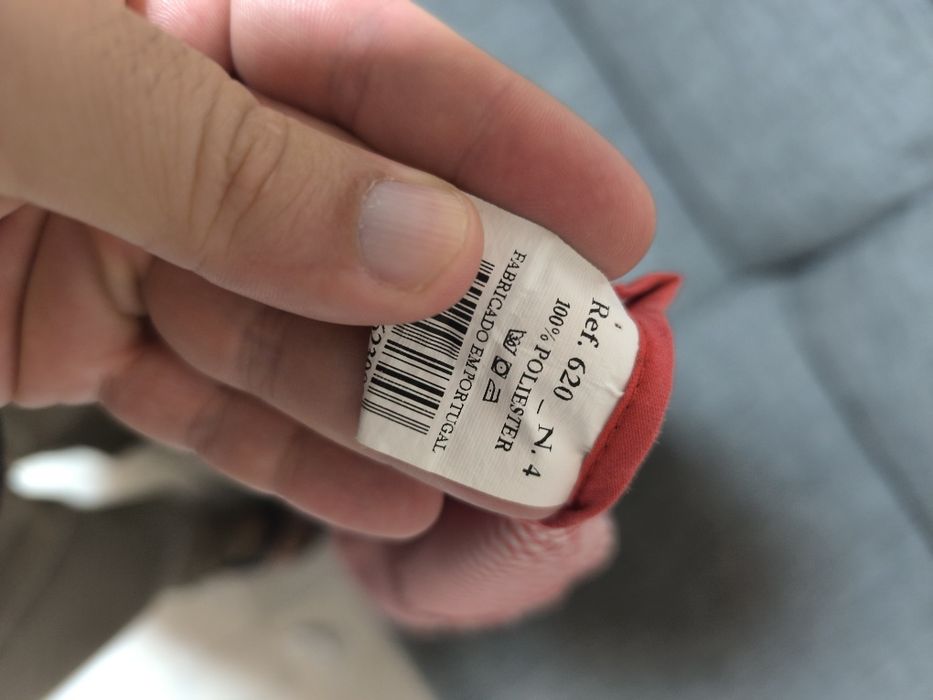 Ref. 620 _ N. 4
100% POLIESTER
FABRICADO EM PORTUGAL